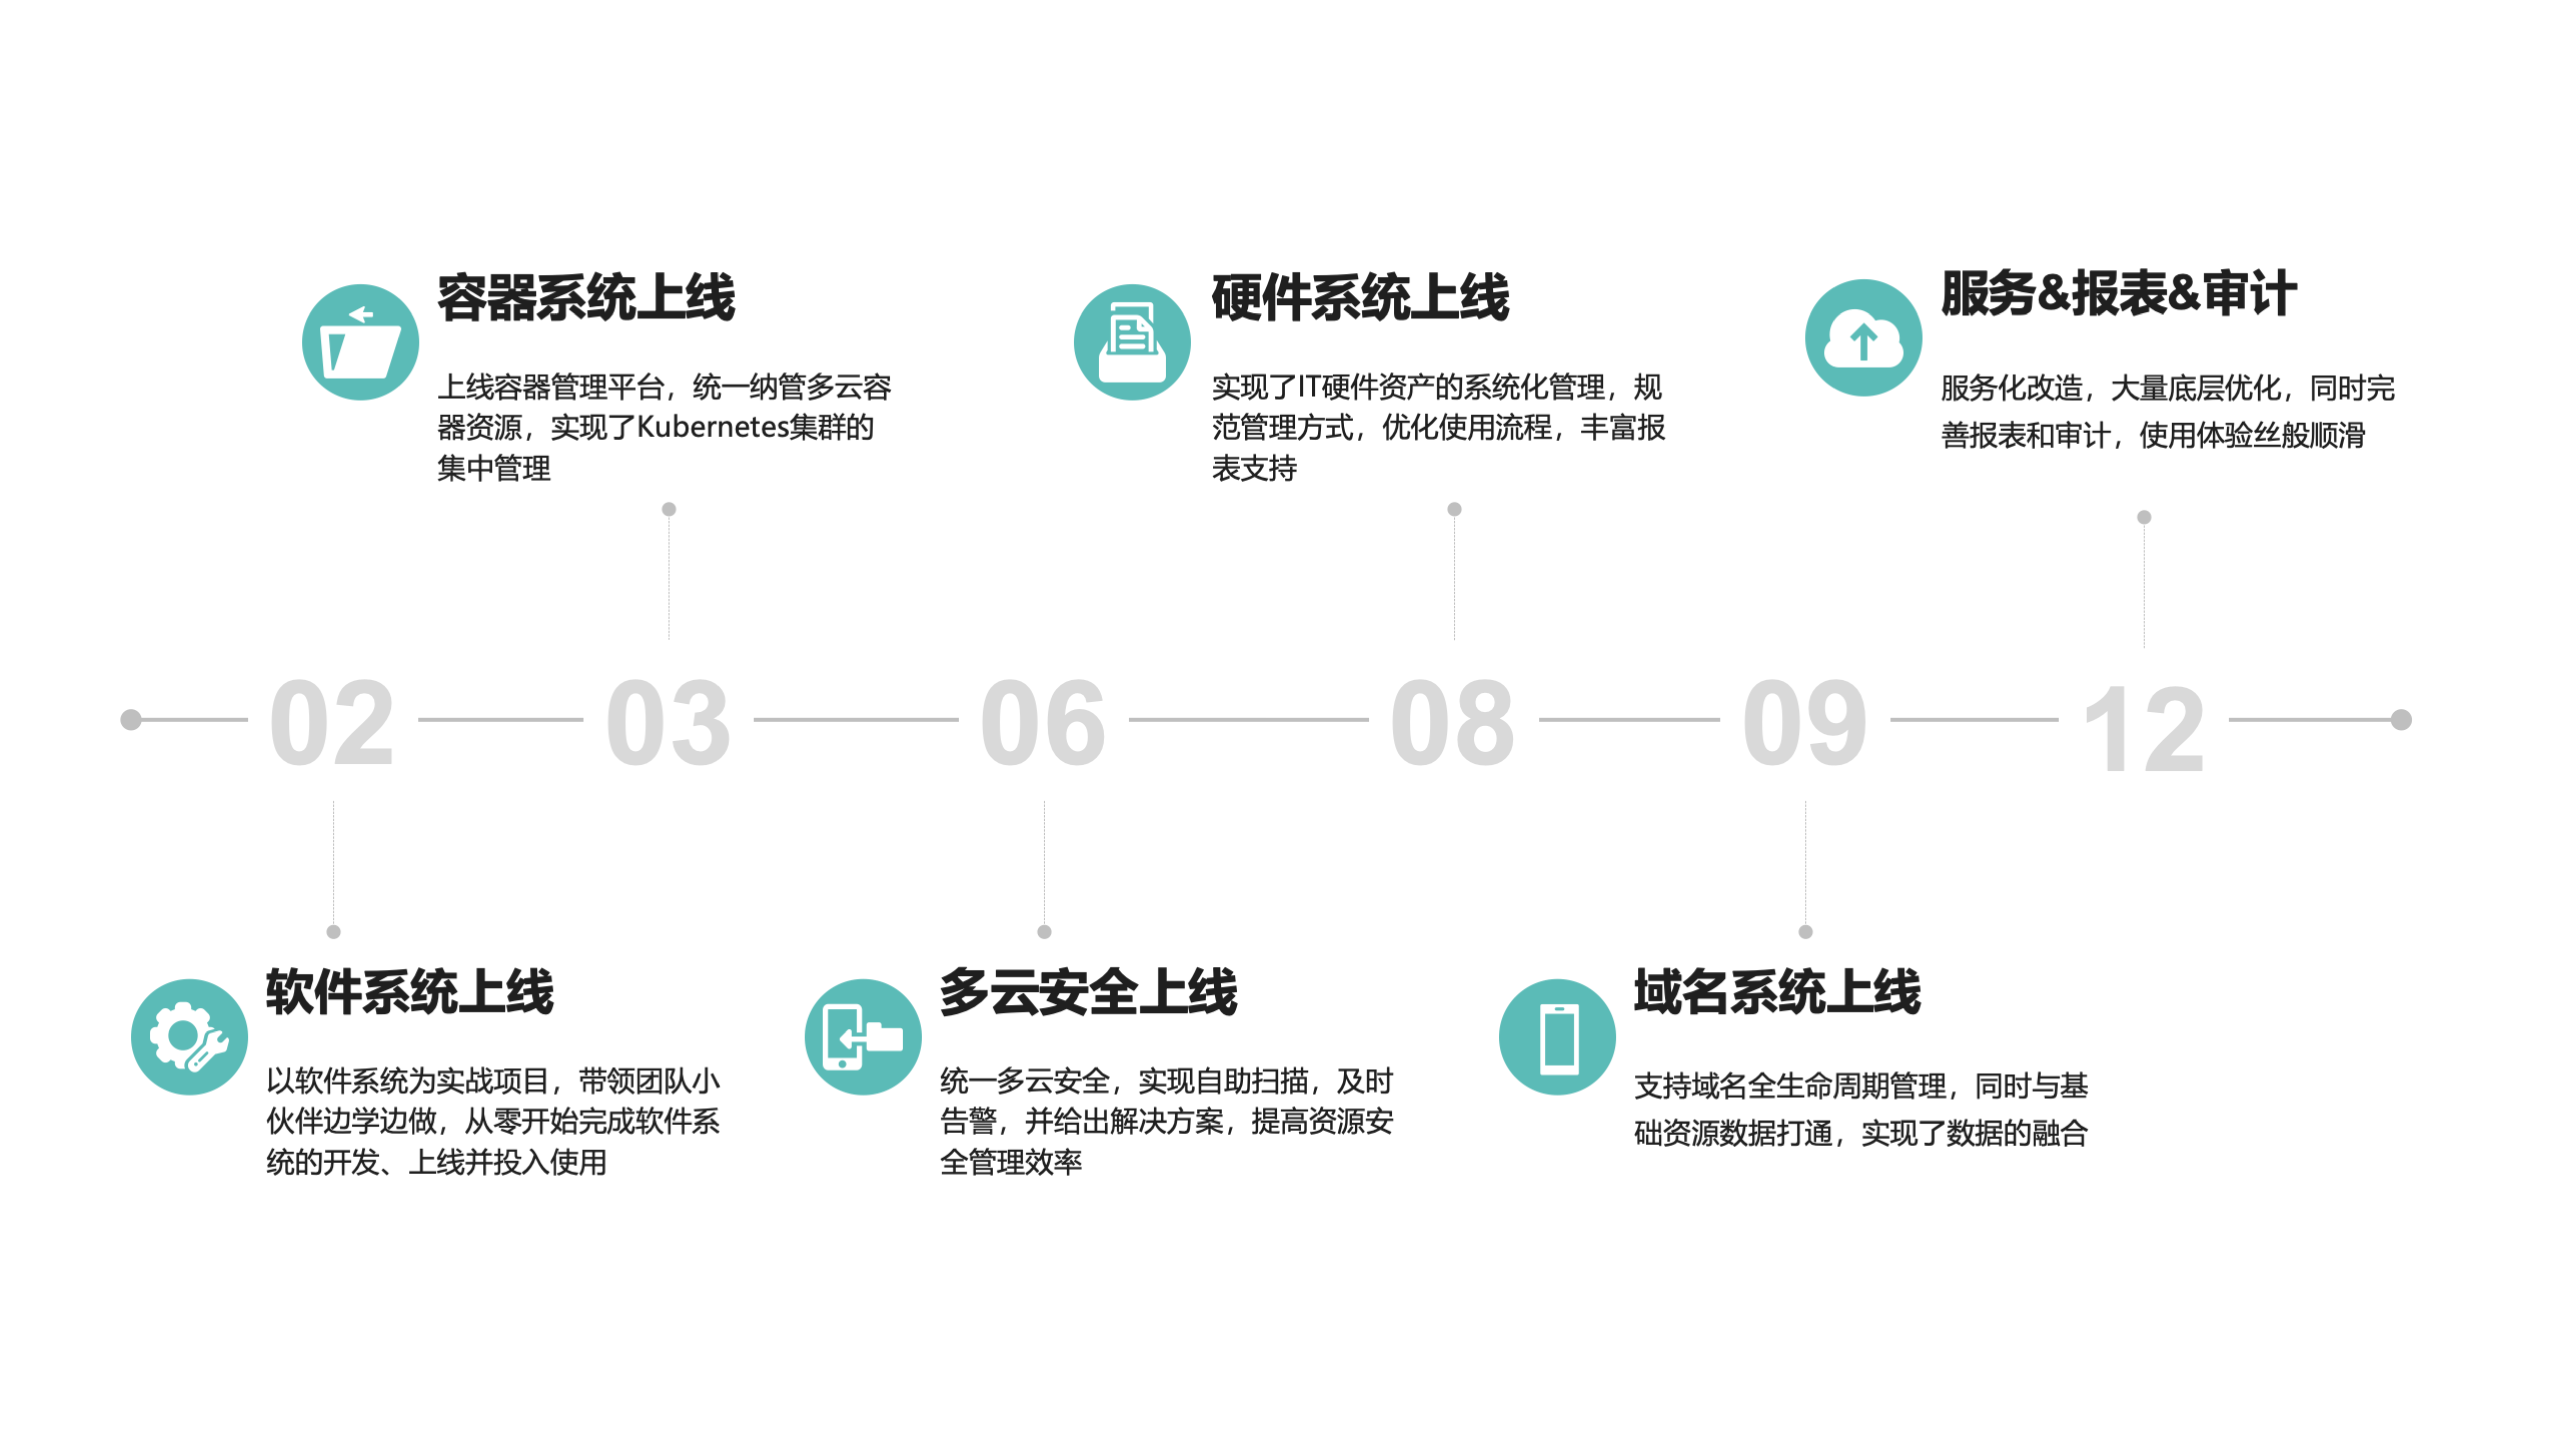 容器系统上线
上线容器管理平台，统一纳管多云容
器资源，实现了Kubernetes集群的
集中管理
硬件系统上线
实现了IT硬件资产的系统化管理，规
范管理方式，优化使用流程，丰富报
表支持
服务&报表&审计
服务化改造，大量底层优化，同时完
善报表和审计，使用体验丝般顺滑
02
03
06
08
09
12
软件系统上线
以软件系统为实战项目，带领团队小
伙伴边学边做，从零开始完成软件系
统的开发、上线并投入使用
多云安全上线
统一多云安全，实现自助扫描，及时
告警，并给出解决方案，提高资源安
全管理效率
域名系统上线
支持域名全生命周期管理，同时与基
础资源数据打通，实现了数据的融合